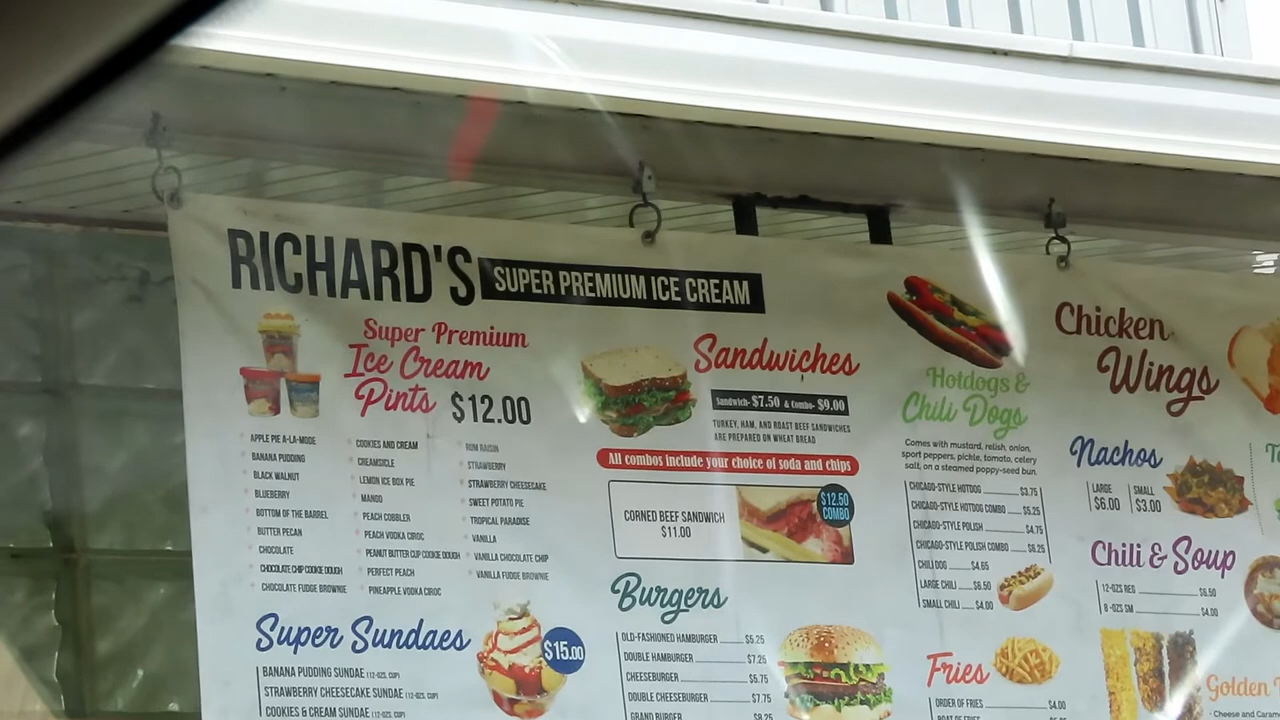 RICHARD'S SUPER PREMIUM ICE CREAM
Super Premium
Ice Cream
Pints $12.00
APPLE PIE A-LA-MODE
BANANA PUDDING
BLACK WALNUT
BLUEBERRY
BOTTOM OF THE BARREL
BUTTER PECAN
CHOCOLATE
CHOCOLATE CHIP COOKIE DOUGH
CHOCOLATE FUDGE BROWNIE
COOKIES AND CREAM
CREAMSICLE
LEMON ICE BOX PIE
MANGO
PEACH COBBLER
PEACH VODKA CIROC
PEANUT BUTTER CUP COOKIE DOUGH
PERFECT PEACH
PINEAPPLE VODKA CIROC
RUM RAISIN
STRAWBERRY
STRAWBERRY CHEESECAKE
SWEET POTATO PIE
TROPICAL PARADISE
VANILLA
VANILLA CHOCOLATE CHIP
VANILLA FUDGE BROWNIE
Super Sundaes
$15.00
BANANA PUDDING SUNDAE (12-OZS. CUP)
STRAWBERRY CHEESECAKE SUNDAE (12-OZS. CUP)
COOKIES & CREAM SUNDAE (12-OZS. CUP)
Sandwiches
Sandwich- $7.50 & Combo- $9.00
TURKEY, HAM, AND ROAST BEEF SANDWICHES
ARE PREPARED ON WHEAT BREAD
All combos include your choice of soda and chips
CORNED BEEF SANDWICH
$11.00
$12.50
COMBO
Burgers
OLD-FASHIONED HAMBURGER $5.25
DOUBLE HAMBURGER $7.25
CHEESEBURGER $5.75
DOUBLE CHEESEBURGER $7.75
GRAND BURGER $8.25
Hotdogs &
Chili Dogs
Comes with mustard, relish, onion,
sport peppers, pickle, tomato, celery
salt, on a steamed poppy-seed bun.
CHICAGO-STYLE HOTDOG $3.75
CHICAGO-STYLE HOTDOG COMBO $5.25
CHICAGO-STYLE POLISH $4.75
CHICAGO-STYLE POLISH COMBO $6.25
CHILI DOG $4.65
LARGE CHILI $6.50
SMALL CHILI $4.00
Fries
ORDER OF FRIES $4.00
Chicken
Wings
Nachos
LARGE
$6.00
SMALL
$3.00
Chili & Soup
12-OZS REG $6.50
8 -OZS SM $4.00
Golden
- Cheese and